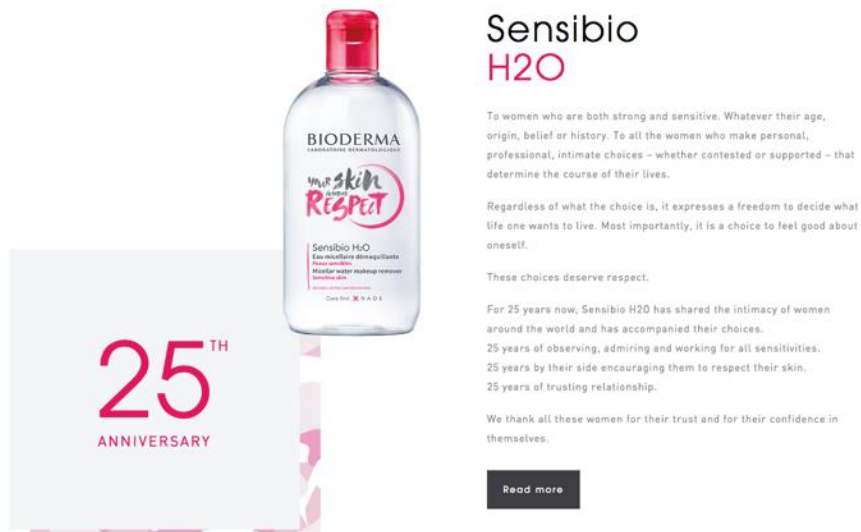 Sensibio
H2O
To women who are both strong and sensitive. Whatever their age,
origin, belief or history. To all the women who make personal,
professional, intimate choices – whether contested or supported – that
determine the course of their lives.
Regardless of what the choice is, it expresses a freedom to decide what
life one wants to live. Most importantly, it is a choice to feel good about
oneself.
These choices deserve respect.
For 25 years now, Sensibio H2O has shared the intimacy of women
around the world and has accompanied their choices.
25 years of observing, admiring and working for all sensitivities.
25 years by their side encouraging them to respect their skin.
25 years of trusting relationship.
We thank all these women for their trust and for their confidence in
themselves.
Read more
BIODERMA
LABORATOIRE DERMATOLOGIQUE
YOUR SKIN
RESPECT
Sensibio H2O
Eau micellaire démaquillante
Peaux sensibles
Micellar water makeup remover
Sensitive skin
Care first
N A O S
25TH
ANNIVERSARY